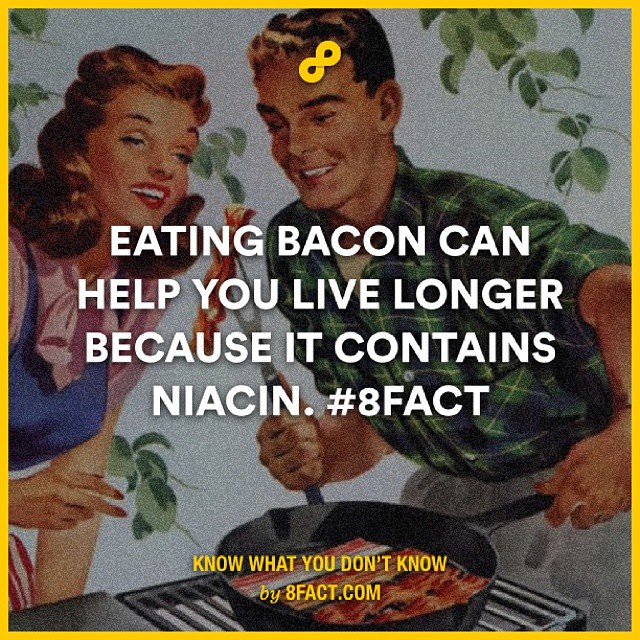 EATING BACON CAN
HELP YOU LIVE LONGER
BECAUSE IT CONTAINS
NIACIN. #8FACT
KNOW WHAT YOU DON'T KNOW
by 8FACT.COM